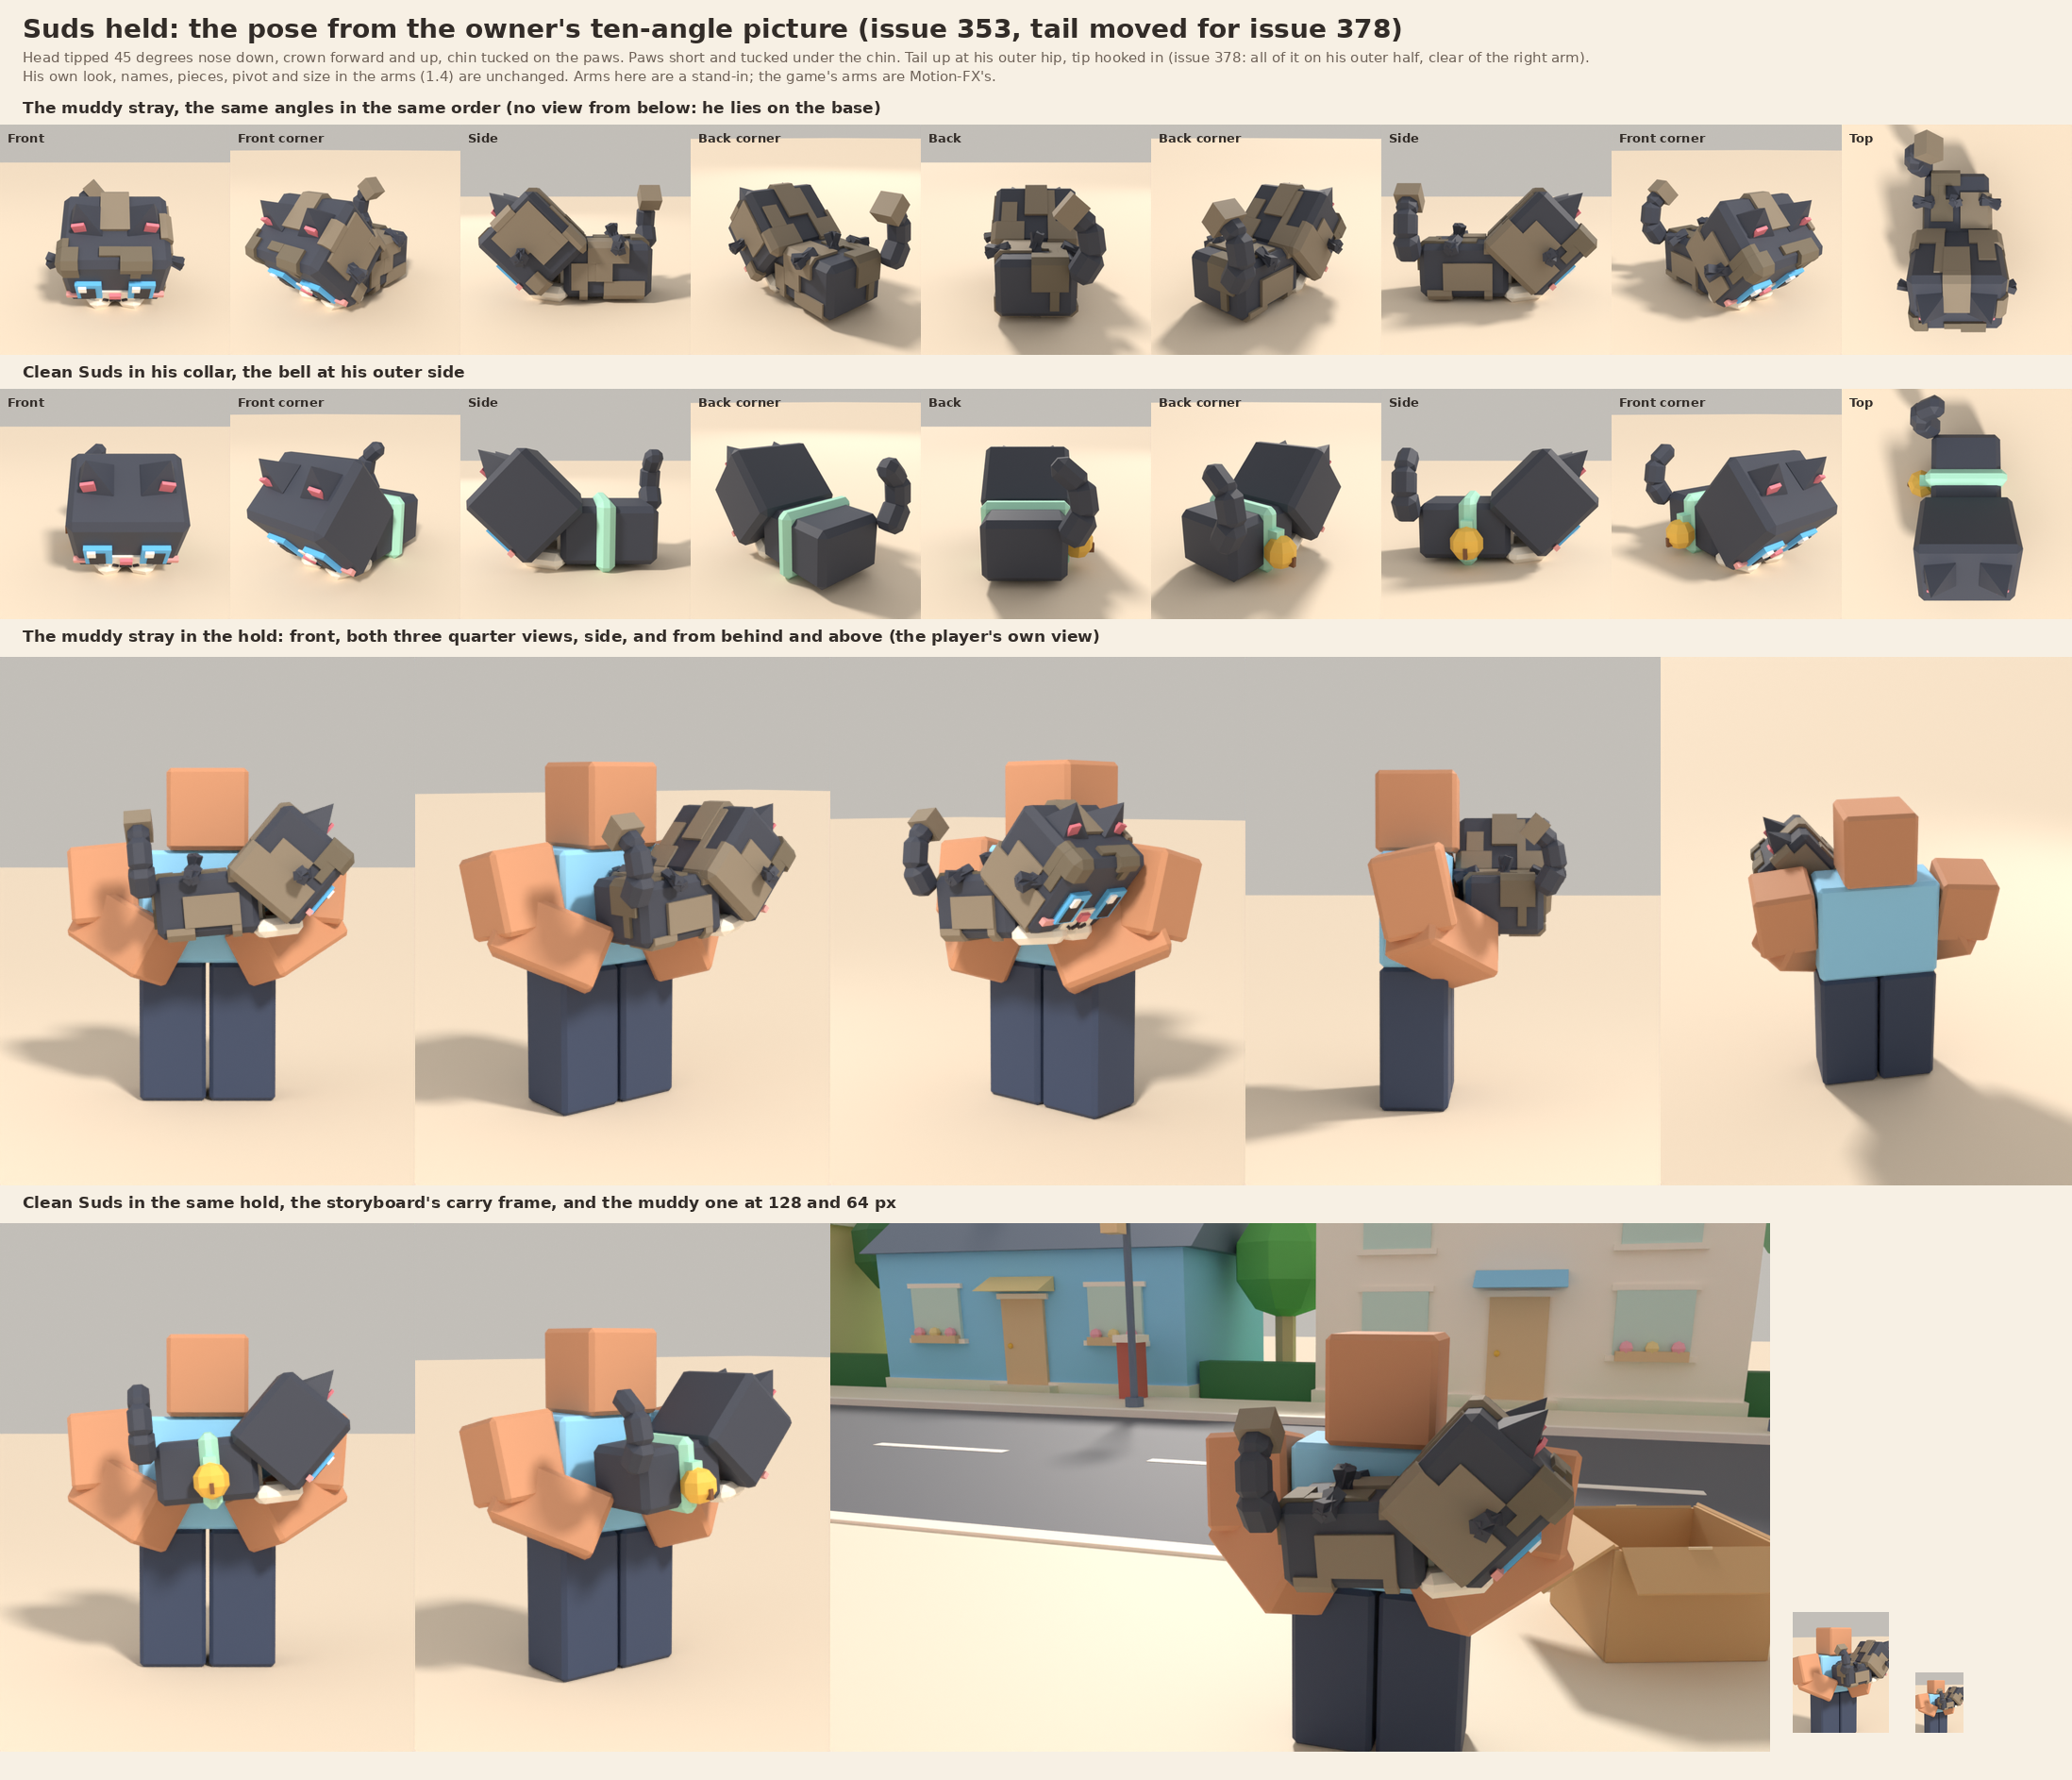 Suds held: the pose from the owner's ten-angle picture (issue 353, tail moved for issue 378)
Head tipped 45 degrees nose down, crown forward and up, chin tucked on the paws. Paws short and tucked under the chin. Tail up at his outer hip, tip hooked in (issue 378: all of it on his outer half, clear of the right arm).
His own look, names, pieces, pivot and size in the arms (1.4) are unchanged. Arms here are a stand-in; the game's arms are Motion-FX's.
The muddy stray, the same angles in the same order (no view from below: he lies on the base)
Front
Front corner
Side
Back corner
Back
Back corner
Side
Front corner
Top
Clean Suds in his collar, the bell at his outer side
Front
Front corner
Side
Back corner
Back
Back corner
Side
Front corner
Top
The muddy stray in the hold: front, both three quarter views, side, and from behind and above (the player's own view)
Clean Suds in the same hold, the storyboard's carry frame, and the muddy one at 128 and 64 px